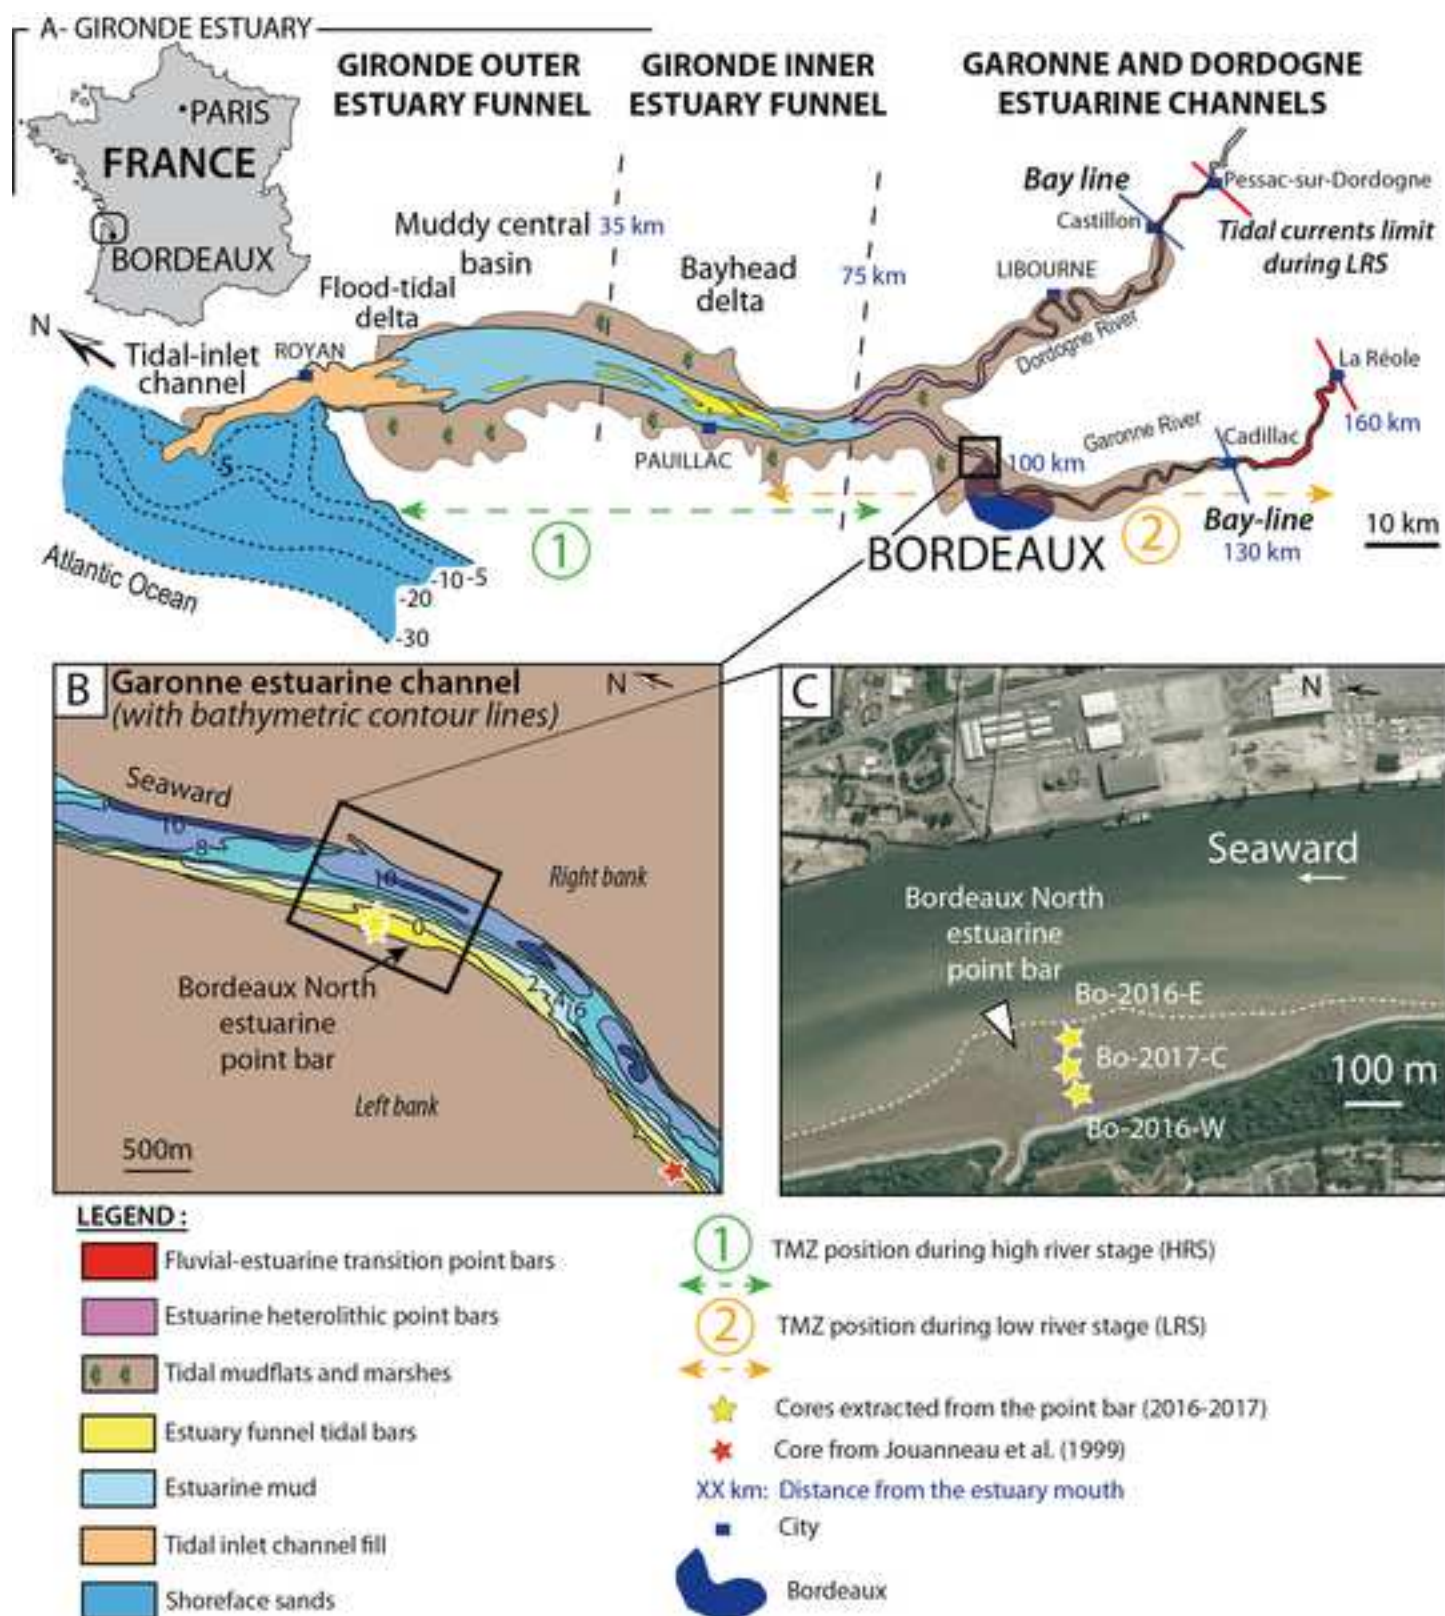 A- GIRONDE ESTUARY
PARIS
FRANCE
BORDEAUX
GIRONDE OUTER
ESTUARY FUNNEL
GIRONDE INNER
ESTUARY FUNNEL
GARONNE AND DORDOGNE
ESTUARINE CHANNELS
Bay line
Pessac-sur-Dordogne
Castillon
Tidal currents limit
during LRS
Muddy central
basin
35 km
Bayhead
delta
75 km
LIBOURNE
Dordogne River
Flood-tidal
delta
N
Tidal-inlet
channel
ROYAN
La Réole
160 km
Garonne River
Cadillac
PAUILLAC
100 km
5
1
2
Bay-line
130 km
10 km
BORDEAUX
Atlantic Ocean
-10
-5
-20
-30
B
Garonne estuarine channel
(with bathymetric contour lines)
N
Seaward
10
8
10
0
Right bank
2
4
6
Bordeaux North
estuarine
point bar
Left bank
500m
C
N
Seaward
Bordeaux North
estuarine
point bar
Bo-2016-E
Bo-2017-C
100 m
Bo-2016-W
LEGEND :
Fluvial-estuarine transition point bars
Estuarine heterolithic point bars
Tidal mudflats and marshes
Estuary funnel tidal bars
Estuarine mud
Tidal inlet channel fill
Shoreface sands
1
TMZ position during high river stage (HRS)
2
TMZ position during low river stage (LRS)
Cores extracted from the point bar (2016-2017)
Core from Jouanneau et al. (1999)
XX km: Distance from the estuary mouth
City
Bordeaux